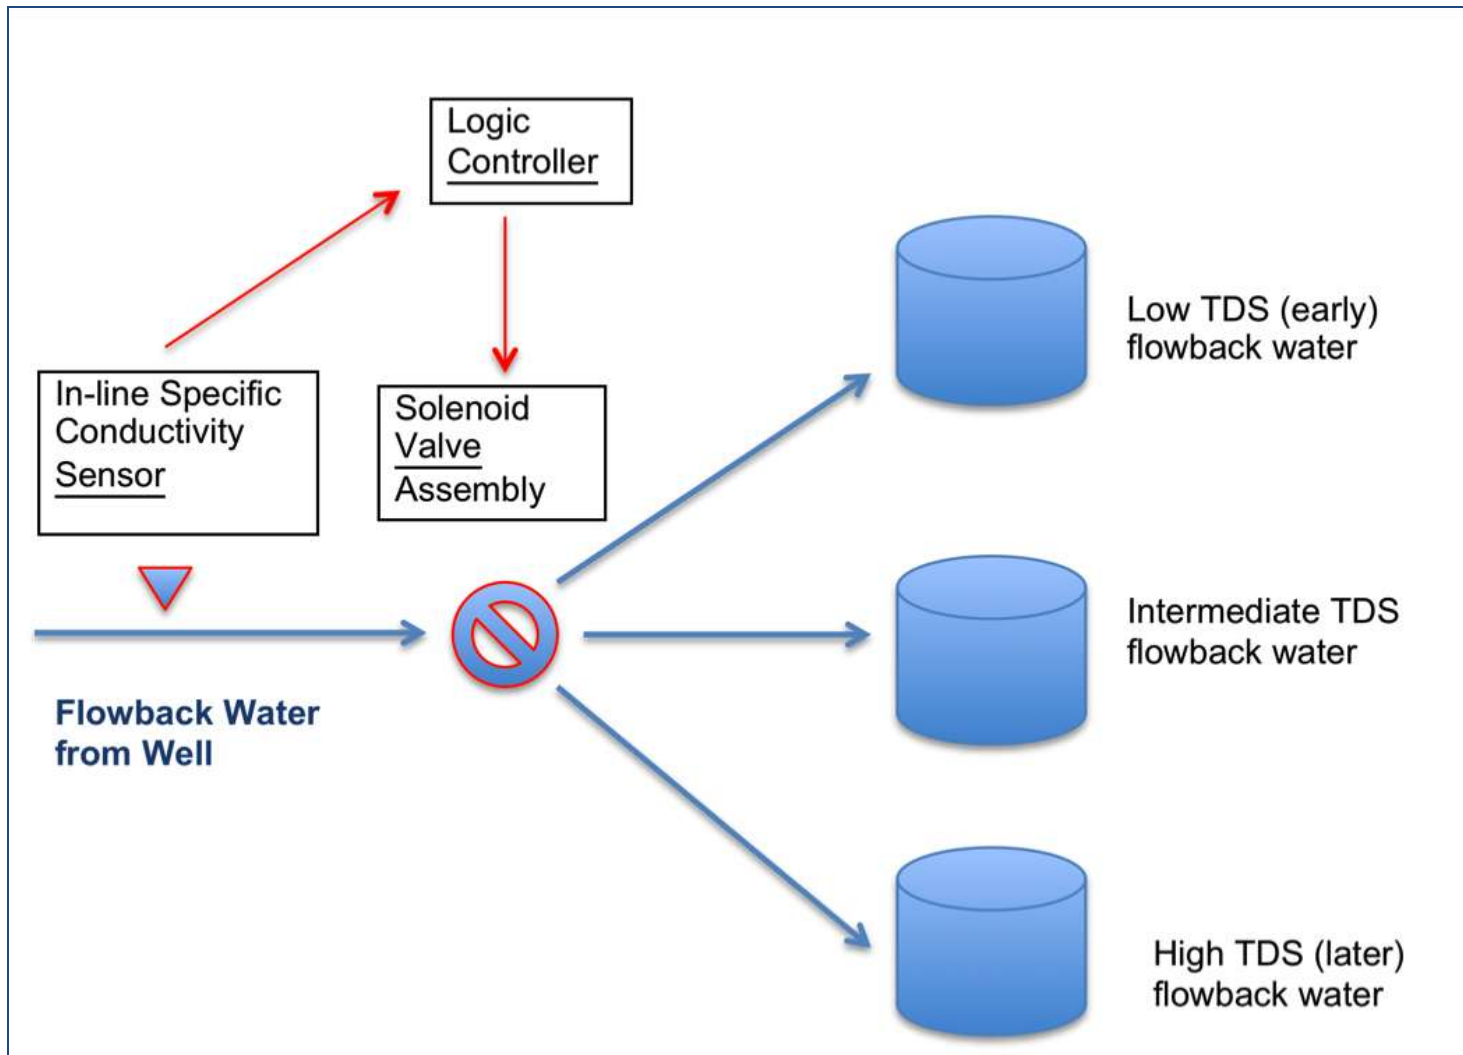 Logic
Controller
In-line Specific
Conductivity
Sensor
Solenoid
Valve
Assembly
Flowback Water
from Well
Low TDS (early)
flowback water
Intermediate TDS
flowback water
High TDS (later)
flowback water